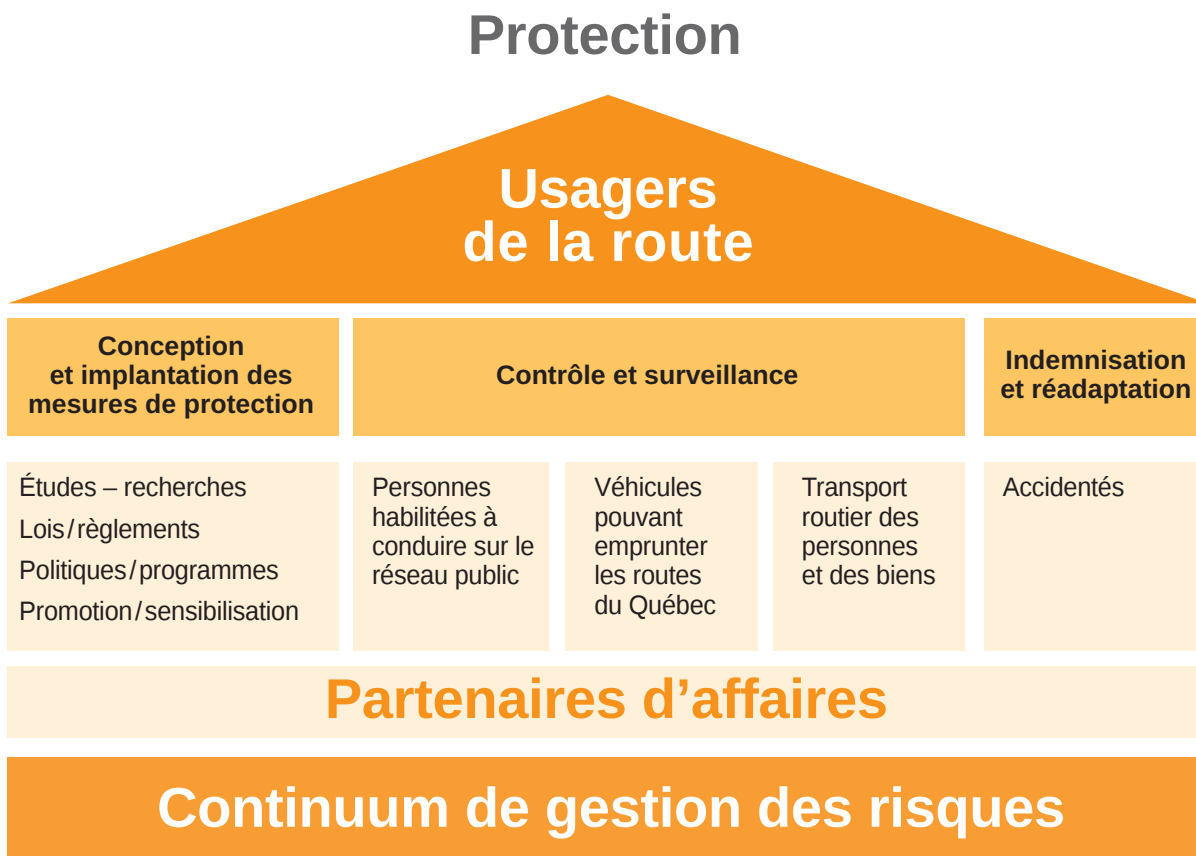 Protection
Usagers
de la route
Conception
et implantation des
mesures de protection
Contrôle et surveillance
Indemnisation
et réadaptation
Études – recherches
Lois/règlements
Politiques/programmes
Promotion/sensibilisation
Personnes
habilitées à
conduire sur le
réseau public
Véhicules
pouvant
emprunter
les routes
du Québec
Transport
routier des
personnes
et des biens
Accidentés
Partenaires d’affaires
Continuum de gestion des risques